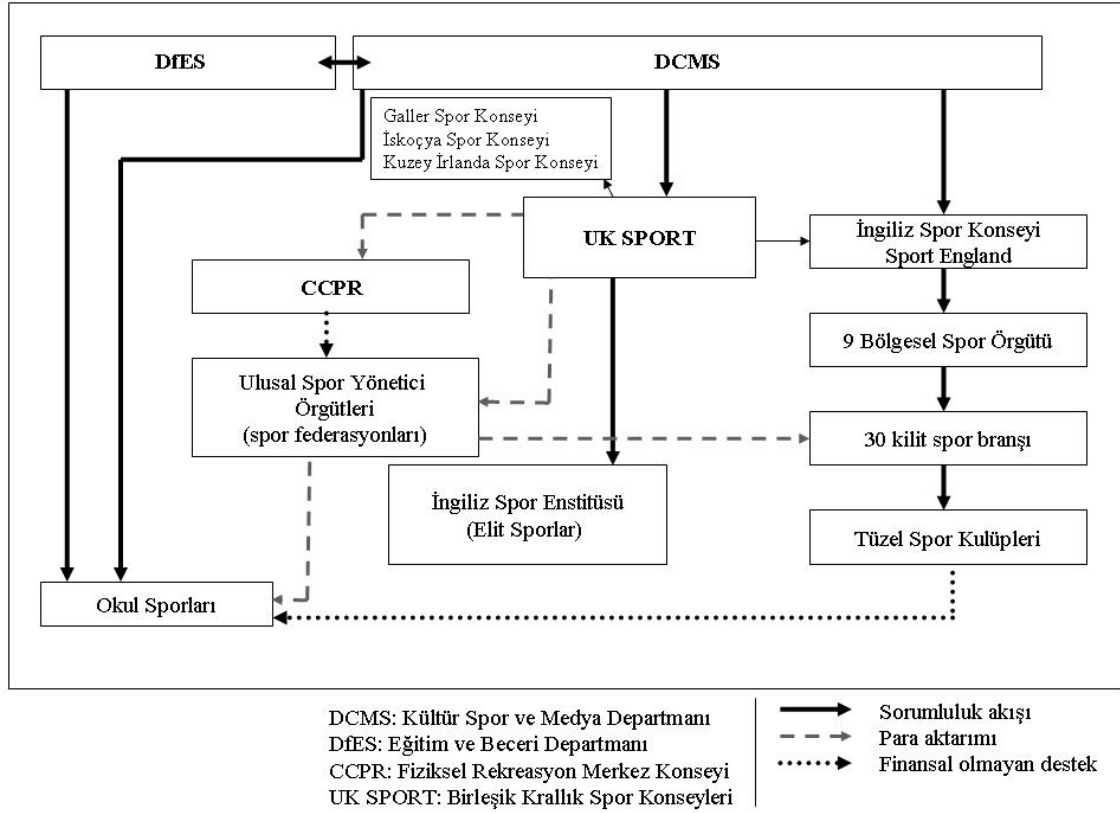 DfES
DCMS
Galler Spor Konseyi
İskoçya Spor Konseyi
Kuzey İrlanda Spor Konseyi
UK SPORT
İngiliz Spor Konseyi
Sport England
CCPR
9 Bölgesel Spor Örgütü
Ulusal Spor Yönetici
Örgütleri
(spor federasyonları)
30 kilit spor branşı
İngiliz Spor Enstitüsü
(Elit Sporlar)
Tüzel Spor Kulüpleri
Okul Sporları
DCMS: Kültür Spor ve Medya Departmanı
DfES: Eğitim ve Beceri Departmanı
CCPR: Fiziksel Rekreasyon Merkez Konseyi
UK SPORT: Birleşik Krallık Spor Konseyleri
Sorumluluk akışı
Para aktarımı
Finansal olmayan destek